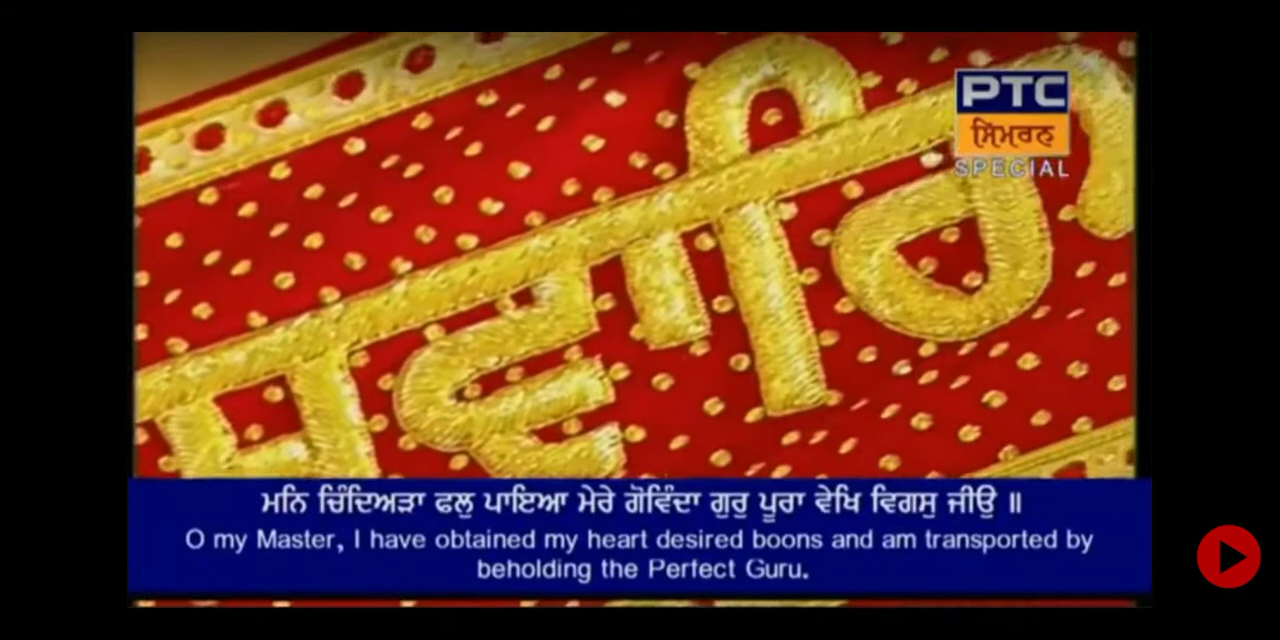 PTC
ਸਿਮਰਨ
SPECIAL
ਮਨਿ ਚਿੰਦਿਅੜਾ ਫਲੁ ਪਾਇਆ ਮੇਰੇ ਗੋਵਿੰਦਾ ਗੁਰੁ ਪੂਰਾ ਵੇਖਿ ਵਿਗਸੁ ਜੀਉ ॥
O my Master, I have obtained my heart desired boons and am transported by
beholding the Perfect Guru.